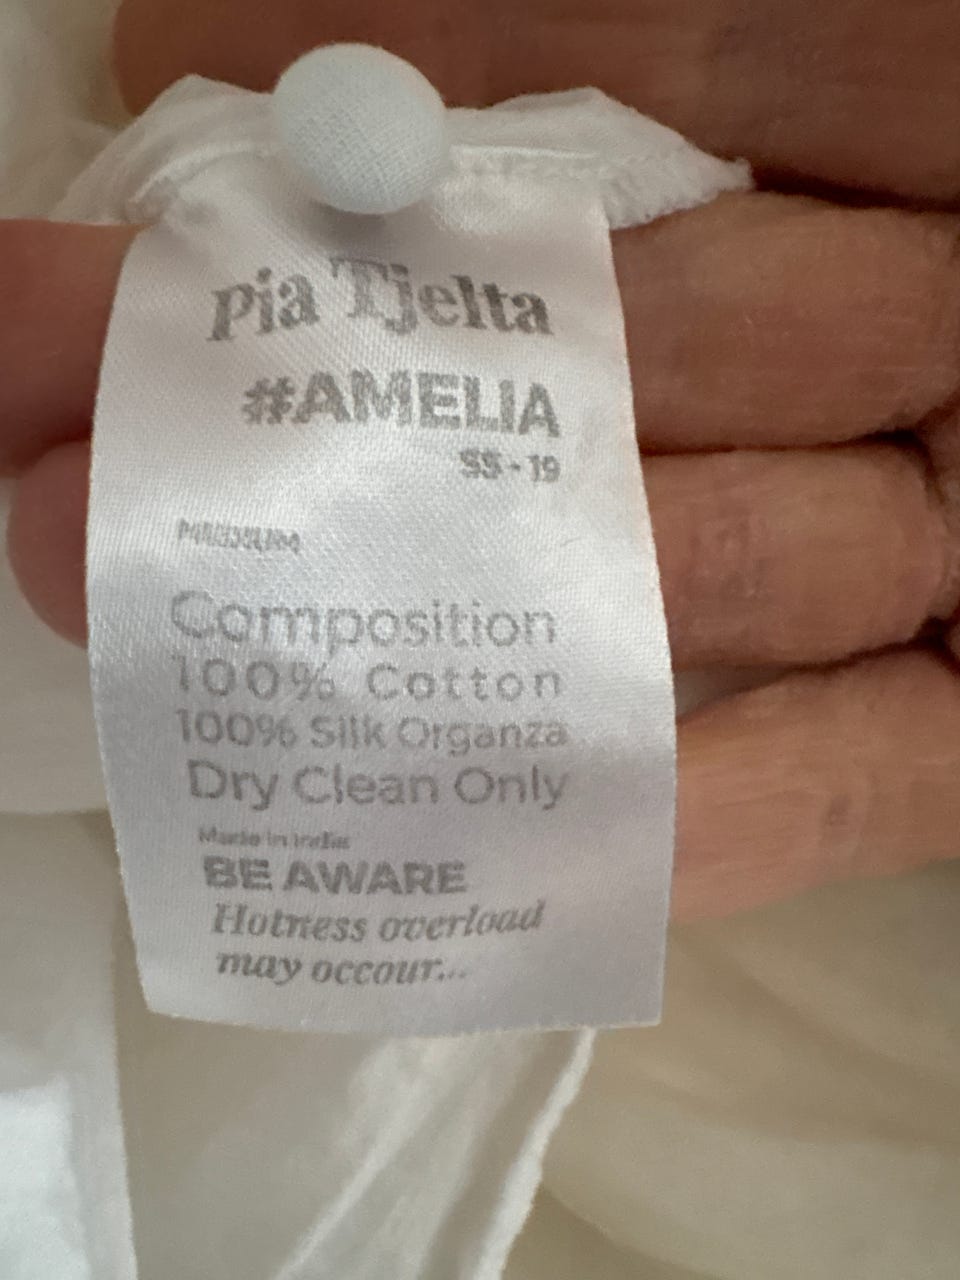 pia Tjelta
#AMELIA
SS - 19
MEDIUM
Composition
100% Cotton
100% Silk Organza
Dry Clean Only
Made in India
BE AWARE
Hotness overload
may occour...